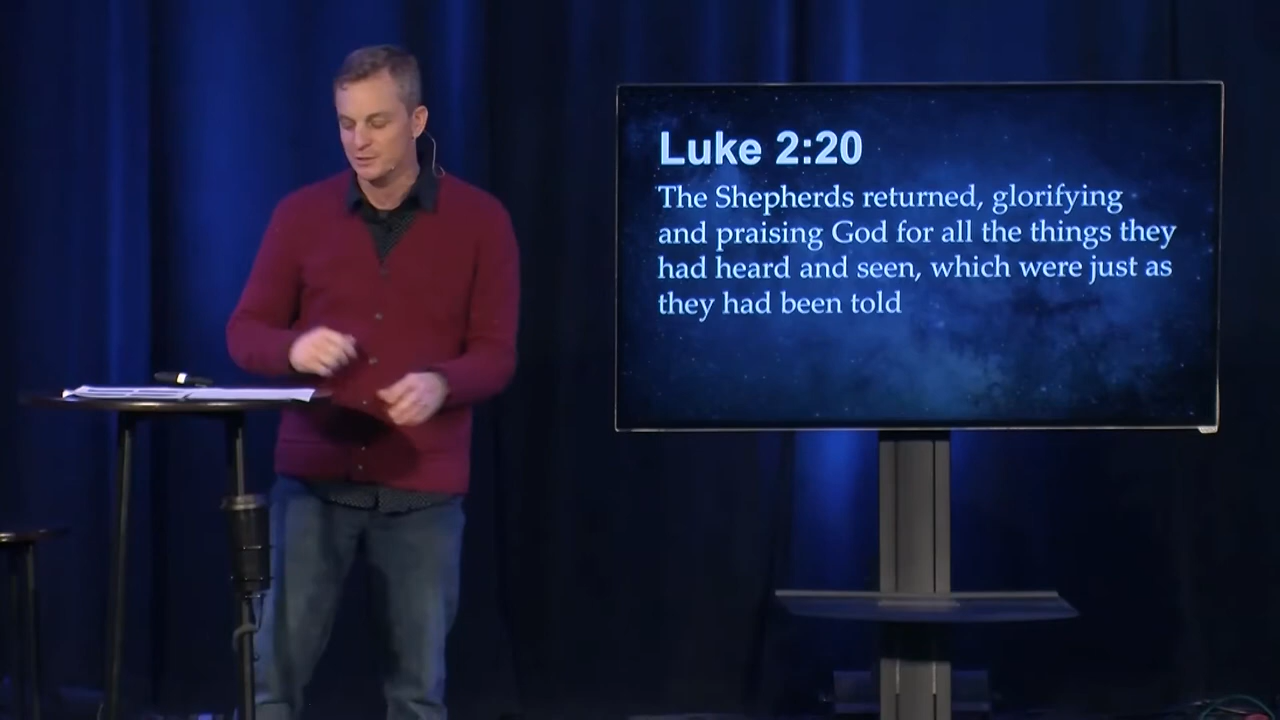 Luke 2:20
The Shepherds returned, glorifying
and praising God for all the things they
had heard and seen, which were just as
they had been told